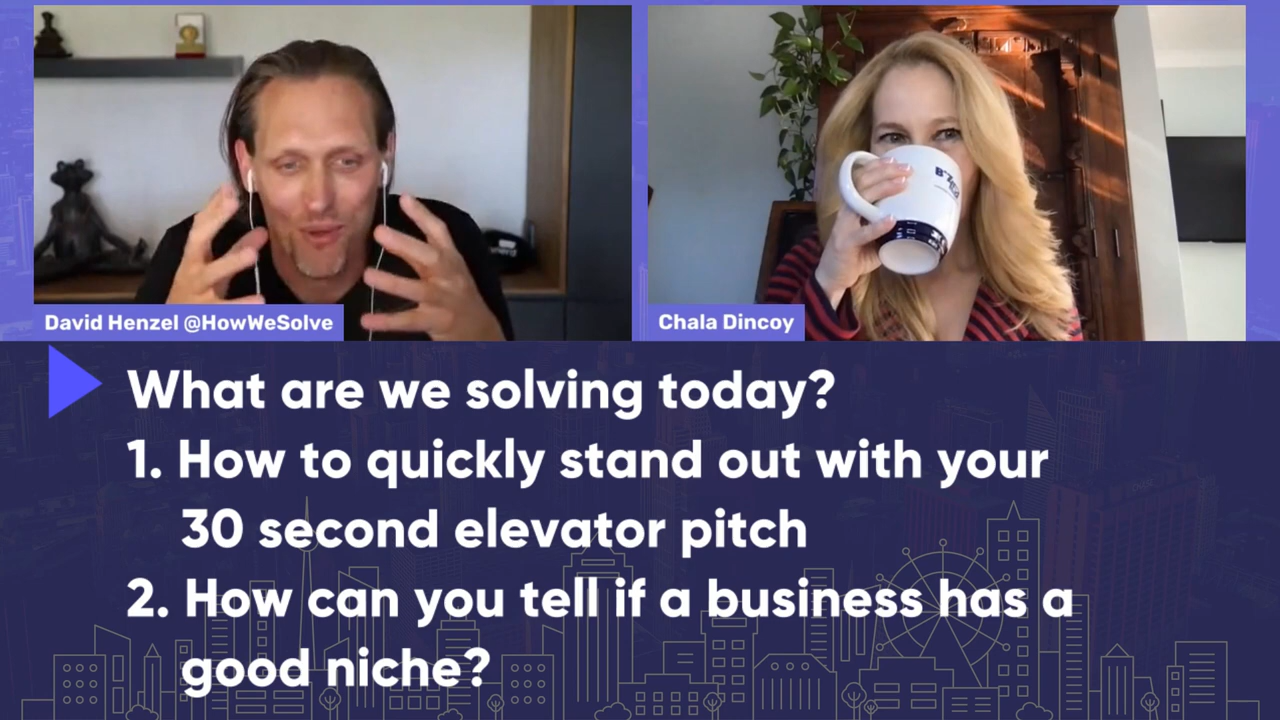 David Henzel @HowWeSolve
Chala Dincoy
What are we solving today?
1. How to quickly stand out with your
30 second elevator pitch
2. How can you tell if a business has a
good niche?